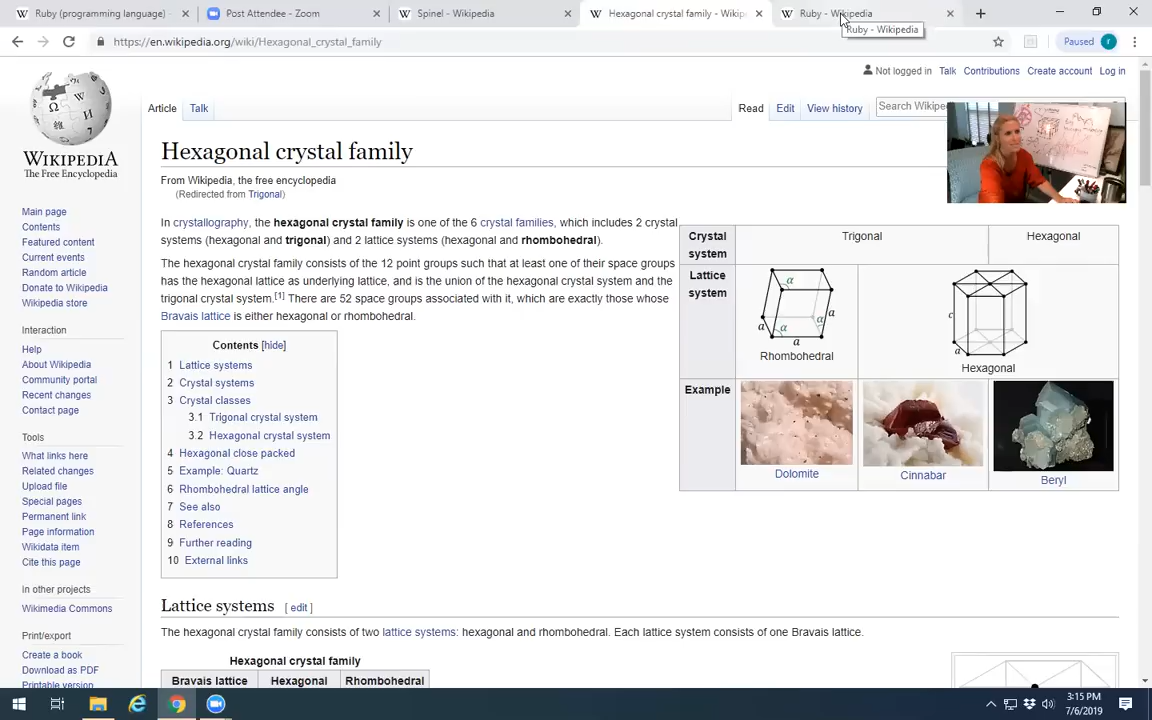 Ruby (programming language) -
Post Attendee - Zoom
Spinel - Wikipedia
Hexagonal crystal family - Wikip
Ruby - Wikipedia
Ruby - Wikipedia
https://en.wikipedia.org/wiki/Hexagonal_crystal_family
Paused
r
Not logged in Talk Contributions Create account Log in
Article Talk
Read Edit View history
Search Wikipe
WIKIPEDIA
The Free Encyclopedia
Main page
Contents
Featured content
Current events
Random article
Donate to Wikipedia
Wikipedia store
Interaction
Help
About Wikipedia
Community portal
Recent changes
Contact page
Tools
What links here
Related changes
Upload file
Special pages
Permanent link
Page information
Wikidata item
Cite this page
In other projects
Wikimedia Commons
Print/export
Create a book
Download as PDF
Printable version
Hexagonal crystal family
From Wikipedia, the free encyclopedia
(Redirected from Trigonal)
In crystallography, the hexagonal crystal family is one of the 6 crystal families, which includes 2 crystal
systems (hexagonal and trigonal) and 2 lattice systems (hexagonal and rhombohedral).
The hexagonal crystal family consists of the 12 point groups such that at least one of their space groups
has the hexagonal lattice as underlying lattice, and is the union of the hexagonal crystal system and the
trigonal crystal system.[1] There are 52 space groups associated with it, which are exactly those whose
Bravais lattice is either hexagonal or rhombohedral.
Crystal
system
Trigonal
Hexagonal
Lattice
system
α
a
α
α
a
a
Rhombohedral
c
a
Hexagonal
Example
Dolomite
Cinnabar
Beryl
Contents [hide]
1 Lattice systems
2 Crystal systems
3 Crystal classes
3.1 Trigonal crystal system
3.2 Hexagonal crystal system
4 Hexagonal close packed
5 Example: Quartz
6 Rhombohedral lattice angle
7 See also
8 References
9 Further reading
10 External links
Lattice systems [ edit ]
The hexagonal crystal family consists of two lattice systems: hexagonal and rhombohedral. Each lattice system consists of one Bravais lattice.
Hexagonal crystal family
Bravais lattice Hexagonal Rhombohedral
3:15 PM
7/6/2019